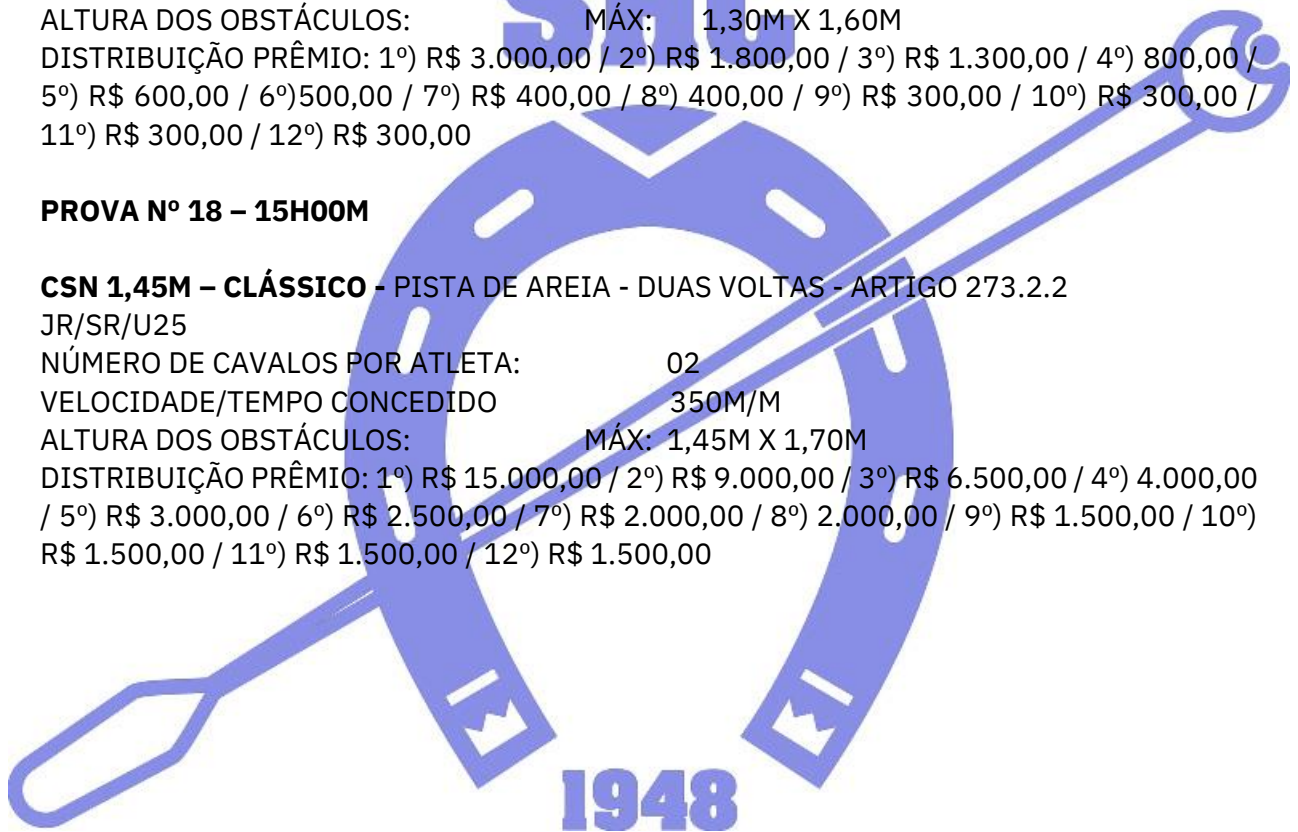 ALTURA DOS OBSTÁCULOS: MÁX: 1,30M X 1,60M
DISTRIBUIÇÃO PRÊMIO: 1º) R$ 3.000,00 / 2º) R$ 1.800,00 / 3º) R$ 1.300,00 / 4º) 800,00 /
5º) R$ 600,00 / 6º)500,00 / 7º) R$ 400,00 / 8º) 400,00 / 9º) R$ 300,00 / 10º) R$ 300,00 /
11º) R$ 300,00 / 12º) R$ 300,00
PROVA Nº 18 – 15H00M
CSN 1,45M – CLÁSSICO - PISTA DE AREIA - DUAS VOLTAS - ARTIGO 273.2.2
JR/SR/U25
NÚMERO DE CAVALOS POR ATLETA: 02
VELOCIDADE/TEMPO CONCEDIDO 350M/M
ALTURA DOS OBSTÁCULOS: MÁX: 1,45M X 1,70M
DISTRIBUIÇÃO PRÊMIO: 1º) R$ 15.000,00 / 2º) R$ 9.000,00 / 3º) R$ 6.500,00 / 4º) 4.000,00
/ 5º) R$ 3.000,00 / 6º) R$ 2.500,00 / 7º) R$ 2.000,00 / 8º) 2.000,00 / 9º) R$ 1.500,00 / 10º)
R$ 1.500,00 / 11º) R$ 1.500,00 / 12º) R$ 1.500,00
1948